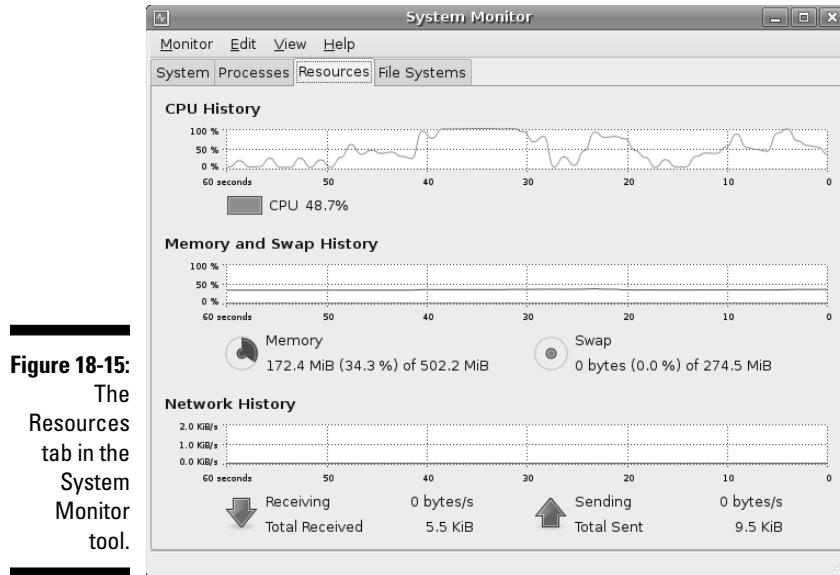 System Monitor
Monitor Edit View Help
System Processes Resources File Systems
CPU History
100 %
50 %
0 %
60 seconds 50 40 30 20 10 0
CPU 48.7%
Memory and Swap History
100 %
50 %
0 %
60 seconds 50 40 30 20 10 0
Memory
172.4 MiB (34.3 %) of 502.2 MiB
Swap
0 bytes (0.0 %) of 274.5 MiB
Network History
2.0 KiB/s
1.0 KiB/s
0.0 KiB/s
60 seconds 50 40 30 20 10 0
Receiving 0 bytes/s
Total Received 5.5 KiB
Sending 0 bytes/s
Total Sent 9.5 KiB
Figure 18-15:
The
Resources
tab in the
System
Monitor
tool.